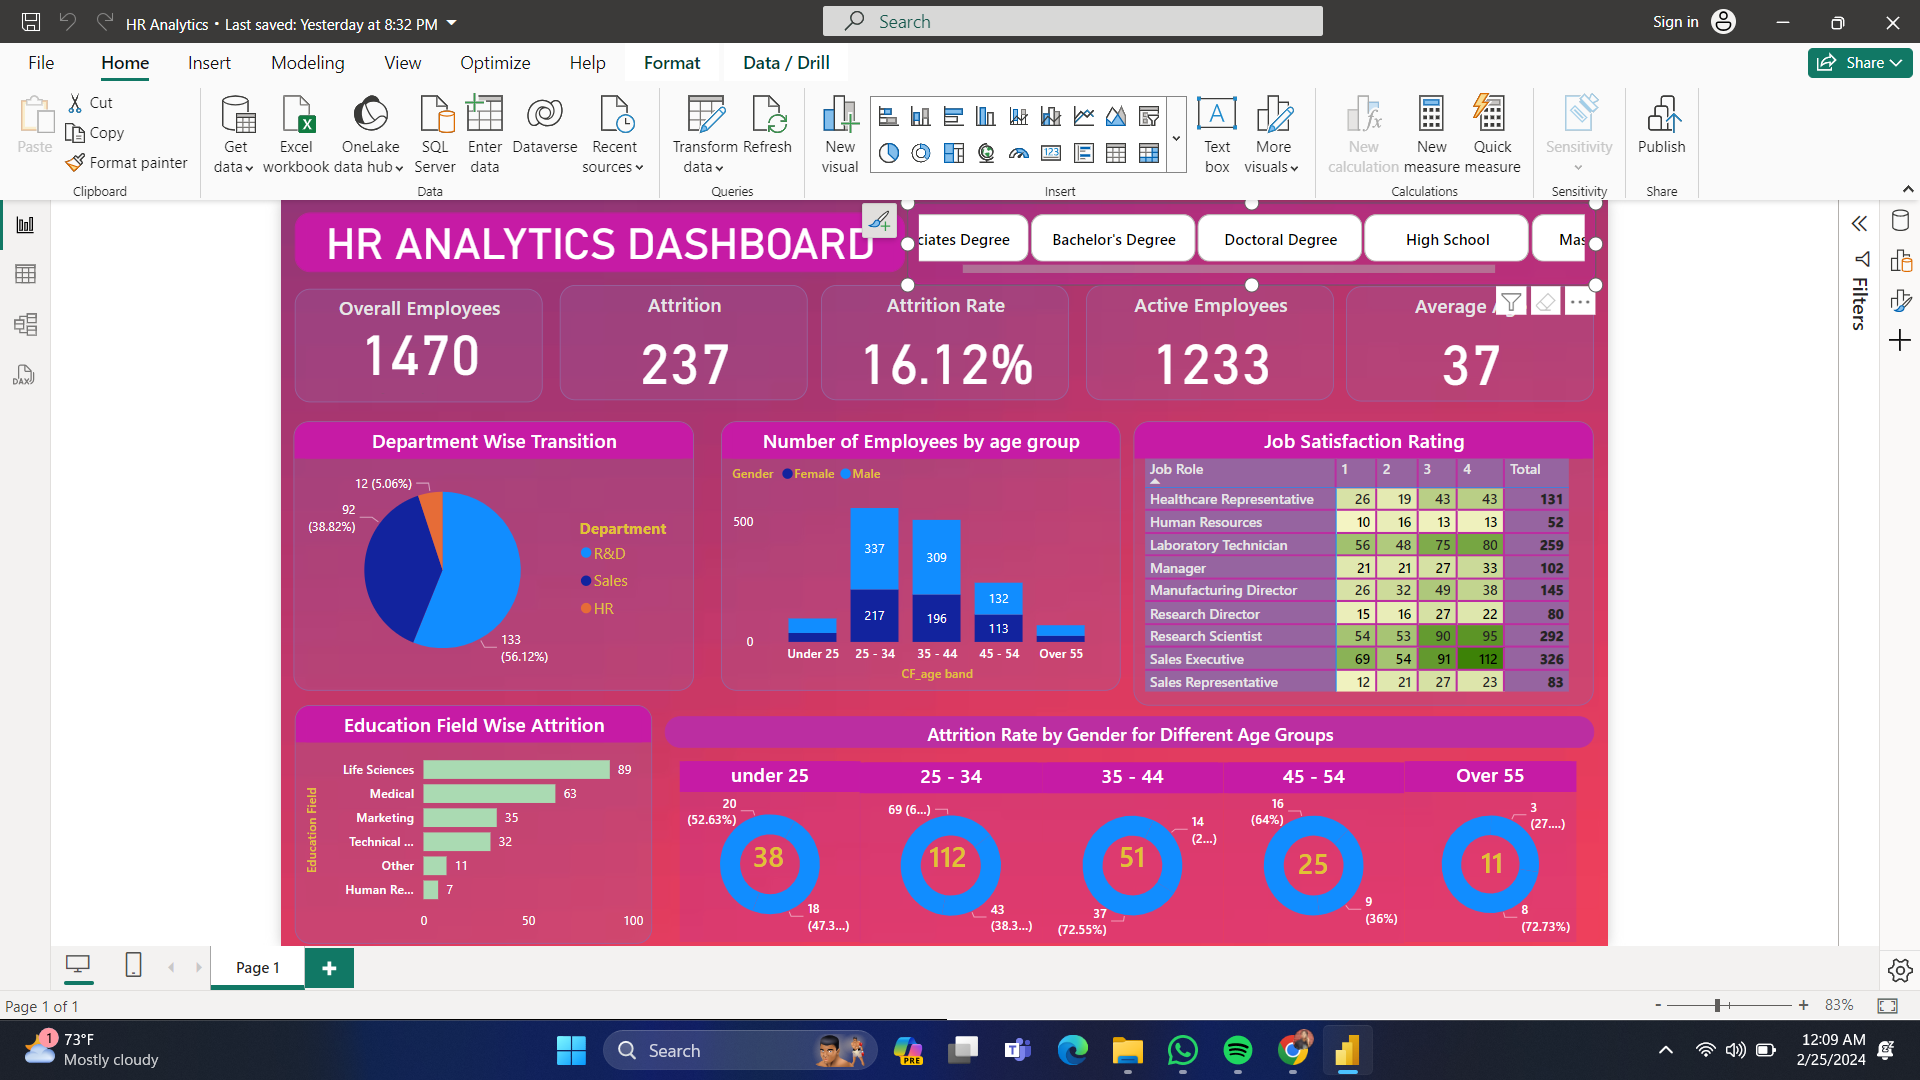 HR Analytics • Last saved: Yesterday at 8:32 PM
Search
Sign in
File Home Insert Modeling View Optimize Help Format Data / Drill
Share
Paste
Cut
Copy
Format painter
Clipboard
Get data
Excel workbook
OneLake data hub
SQL Server
Enter data
Dataverse
Recent sources
Data
Transform data
Refresh
Queries
New visual
123
Insert
A
Text box
More visuals
New calculation
New measure
Quick measure
Calculations
Sensitivity
Sensitivity
Publish
Share
DAX
Filters
HR ANALYTICS DASHBOARD
ciates Degree
Bachelor's Degree
Doctoral Degree
High School
Mas
Overall Employees
1470
Attrition
237
Attrition Rate
16.12%
Active Employees
1233
Average A
37
Department Wise Transition
12 (5.06%)
92
(38.82%)
133
(56.12%)
Department
R&D
Sales
HR
Number of Employees by age group
Gender Female Male
500
0
337
217
309
196
132
113
Under 25 25 - 34 35 - 44 45 - 54 Over 55
CF_age band
Job Satisfaction Rating
Job Role 1 2 3 4 Total
Healthcare Representative 26 19 43 43 131
Human Resources 10 16 13 13 52
Laboratory Technician 56 48 75 80 259
Manager 21 21 27 33 102
Manufacturing Director 26 32 49 38 145
Research Director 15 16 27 22 80
Research Scientist 54 53 90 95 292
Sales Executive 69 54 91 112 326
Sales Representative 12 21 27 23 83
Education Field Wise Attrition
Education Field
Life Sciences 89
Medical 63
Marketing 35
Technical ... 32
Other 11
Human Re... 7
0 50 100
Attrition Rate by Gender for Different Age Groups
under 25
20
(52.63%)
38
18
(47.3...)
25 - 34
69 (6...)
112
43
(38.3...)
35 - 44
14
(2...)
51
37
(72.55%)
45 - 54
16
(64%)
25
9
(36%)
Over 55
3
(27....)
11
8
(72.73%)
Page 1
Page 1 of 1
- + 83%
1
73°F
Mostly cloudy
Search
PRE
12:09 AM
2/25/2024